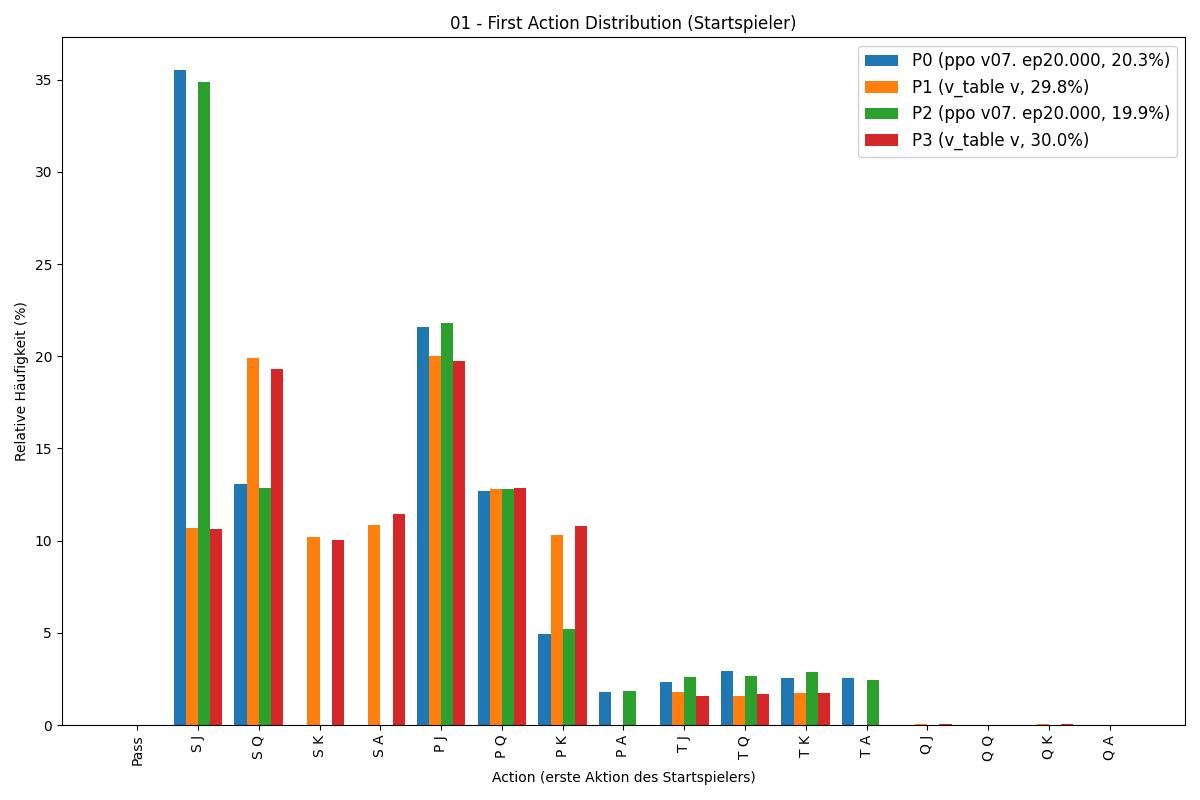 01 - First Action Distribution (Startspieler)
P0 (ppo v07. ep20.000, 20.3%)
P1 (v_table v, 29.8%)
P2 (ppo v07. ep20.000, 19.9%)
P3 (v_table v, 30.0%)
Relative Häufigkeit (%)
35
30
25
20
15
10
5
0
Pass
S J
S Q
S K
S A
P J
P Q
P K
P A
T J
T Q
T K
T A
Q J
Q Q
Q K
Q A
Action (erste Aktion des Startspielers)